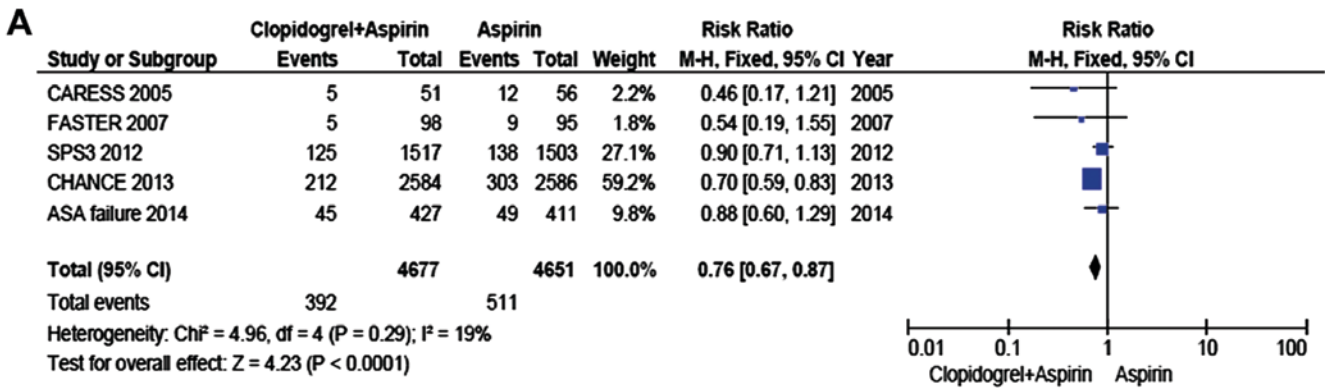 A
Clopidogrel+Aspirin Aspirin Risk Ratio Risk Ratio
Study or Subgroup Events Total Events Total Weight M-H, Fixed, 95% CI Year M-H, Fixed, 95% CI
CARESS 2005 5 51 12 56 2.2% 0.46 [0.17, 1.21] 2005
FASTER 2007 5 98 9 95 1.8% 0.54 [0.19, 1.55] 2007
SPS3 2012 125 1517 138 1503 27.1% 0.90 [0.71, 1.13] 2012
CHANCE 2013 212 2584 303 2586 59.2% 0.70 [0.59, 0.83] 2013
ASA failure 2014 45 427 49 411 9.8% 0.88 [0.60, 1.29] 2014
Total (95% CI) 4677 4651 100.0% 0.76 [0.67, 0.87]
Total events 392 511
Heterogeneity: Chi² = 4.96, df = 4 (P = 0.29); I² = 19%
Test for overall effect: Z = 4.23 (P < 0.0001)
0.01 0.1 1 10 100
Clopidogrel+Aspirin Aspirin